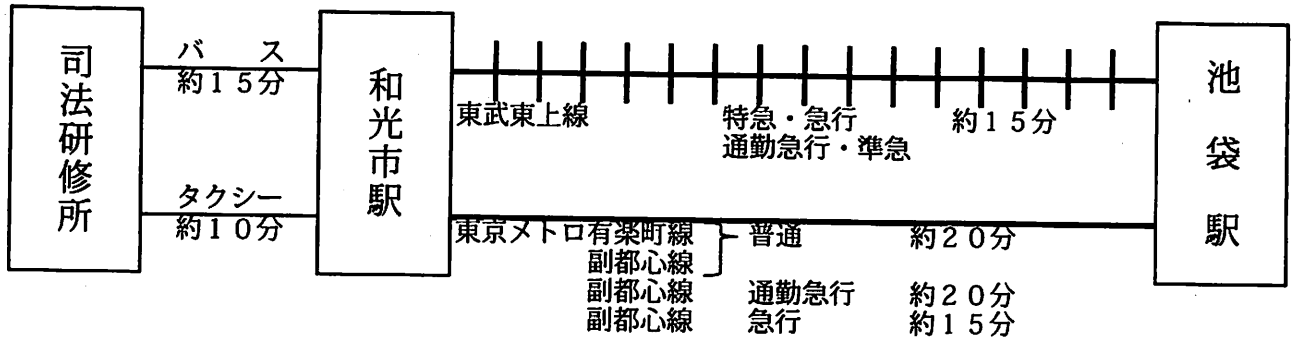 司法研修所
バス
約15分
タクシー
約10分
和光市駅
東武東上線 特急・急行 約15分
通勤急行・準急
東京メトロ有楽町線 普通 約20分
副都心線
副都心線 通勤急行 約20分
副都心線 急行 約15分
池袋駅